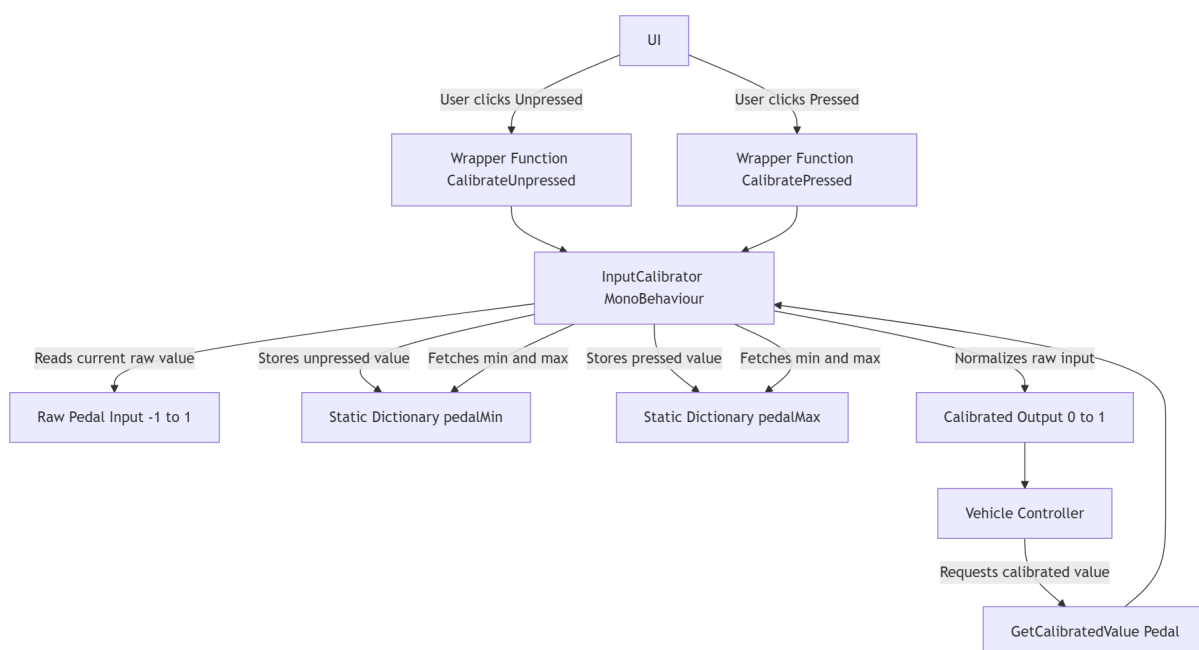 UI
User clicks Unpressed
User clicks Pressed
Wrapper Function
CalibrateUnpressed
Wrapper Function
CalibratePressed
InputCalibrator
MonoBehaviour
Reads current raw value
Stores unpressed value
Fetches min and max
Stores pressed value
Fetches min and max
Normalizes raw input
Raw Pedal Input -1 to 1
Static Dictionary pedalMin
Static Dictionary pedalMax
Calibrated Output 0 to 1
Vehicle Controller
Requests calibrated value
GetCalibratedValue Pedal